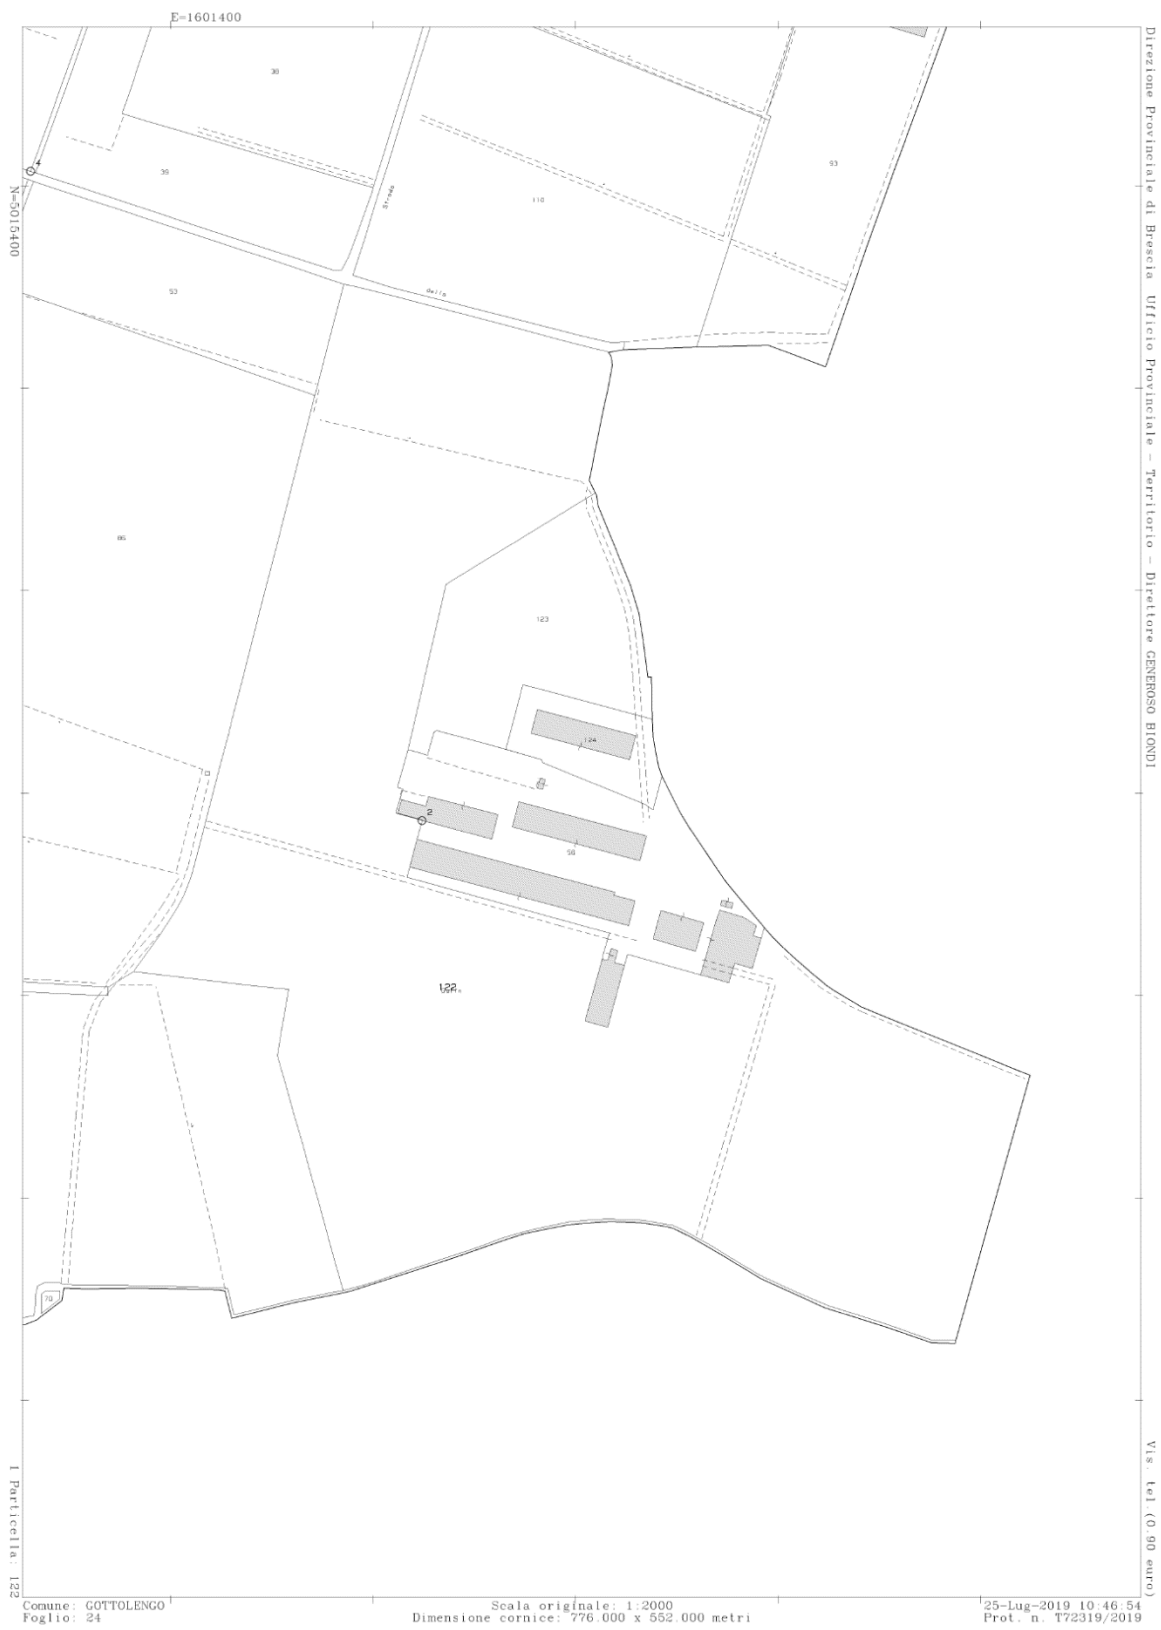 E=1601400
N=5015400
Direzione Provinciale di Brescia Ufficio Provinciale - Territorio - Direttore GENEROSO BIONDI
Vis. tel. (0.90 euro)
1 Particella: 122
38
4
39
93
Strada
110
53
della
86
123
124
2
58
122
70
Comune: GOTTOLENGO
Foglio: 24
Scala originale: 1:2000
Dimensione cornice: 776.000 x 552.000 metri
25-Lug-2019 10:46:54
Prot. n. T72319/2019